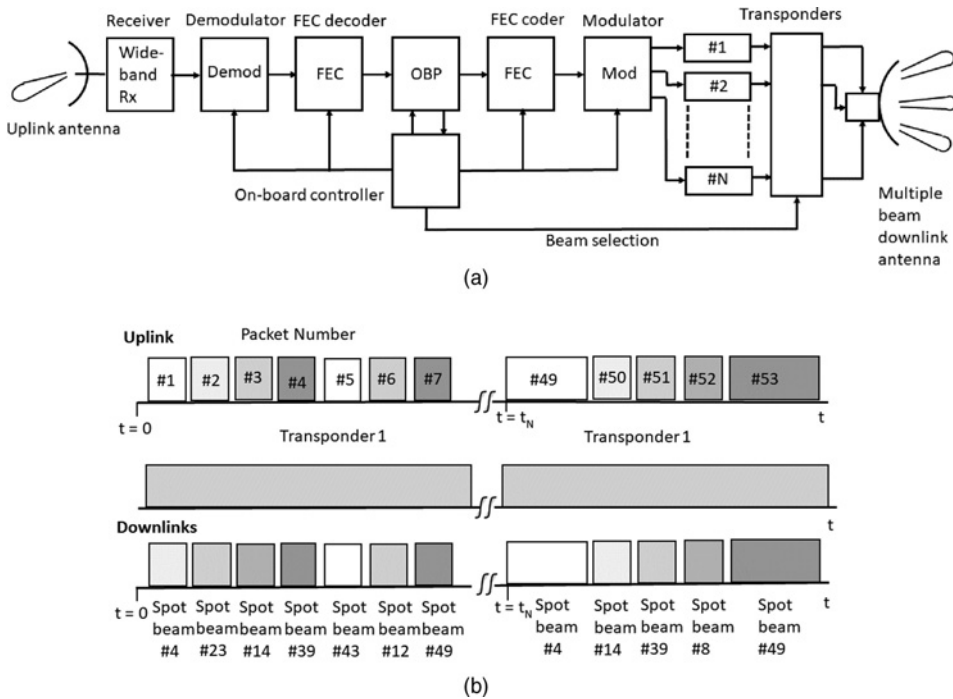 Receiver Demodulator FEC decoder FEC coder Modulator Transponders
Wide-
band
Rx
Demod
FEC
OBP
FEC
Mod
#1
#2
#N
Uplink antenna
On-board controller
Beam selection
Multiple
beam
downlink
antenna
(a)
Uplink
Packet Number
#1 #2 #3 #4 #5 #6 #7 #49 #50 #51 #52 #53
t = 0
t = tN
t
Transponder 1
Transponder 1
t
Downlinks
t = 0
t = tN
t
Spot Spot Spot Spot Spot Spot Spot Spot Spot Spot Spot Spot
beam beam beam beam beam beam beam beam beam beam beam beam
#4 #23 #14 #39 #43 #12 #49 #4 #14 #39 #8 #49
(b)